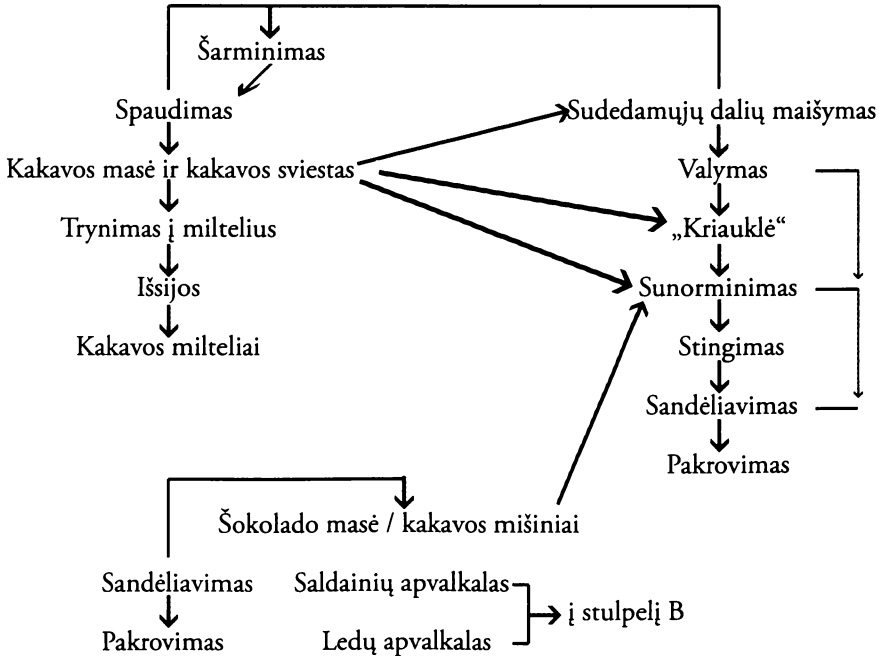 Šarminimas
Spaudimas
Sudedamųjų dalių maišymas
Kakavos masė ir kakavos sviestas
Valymas
Trynimas į miltelius
„Kriauklė“
Išsijos
Sunorminimas
Kakavos milteliai
Stingimas
Sandėliavimas
Pakrovimas
Šokolado masė / kakavos mišiniai
Sandėliavimas
Saldainių apvalkalas
į stulpelį B
Pakrovimas
Ledų apvalkalas